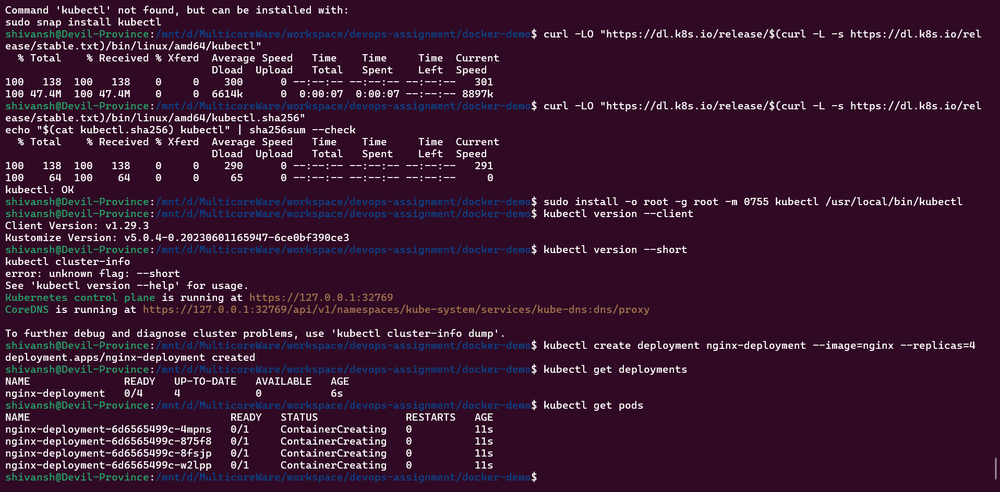 Command 'kubectl' not found, but can be installed with:
sudo snap install kubectl
shivansh@Devil-Province:/mnt/d/MulticoreWare/workspace/devops-assignment/docker-demo$ curl -LO "https://dl.k8s.io/release/$(curl -L -s https://dl.k8s.io/rel
ease/stable.txt)/bin/linux/amd64/kubectl"
  % Total    % Received % Xferd  Average Speed   Time    Time     Time  Current
                                 Dload  Upload   Total   Spent    Left  Speed
100   138  100   138    0     0    300      0 --:--:-- --:--:-- --:--:--   301
100 47.4M  100 47.4M    0     0  6614k      0  0:00:07  0:00:07 --:--:-- 8897k
shivansh@Devil-Province:/mnt/d/MulticoreWare/workspace/devops-assignment/docker-demo$ curl -LO "https://dl.k8s.io/release/$(curl -L -s https://dl.k8s.io/rel
ease/stable.txt)/bin/linux/amd64/kubectl.sha256"
echo "$(cat kubectl.sha256) kubectl" | sha256sum --check
  % Total    % Received % Xferd  Average Speed   Time    Time     Time  Current
                                 Dload  Upload   Total   Spent    Left  Speed
100   138  100   138    0     0    290      0 --:--:-- --:--:-- --:--:--   291
100    64  100    64    0     0     65      0 --:--:-- --:--:-- --:--:--     0
kubectl: OK
shivansh@Devil-Province:/mnt/d/MulticoreWare/workspace/devops-assignment/docker-demo$ sudo install -o root -g root -m 0755 kubectl /usr/local/bin/kubectl
shivansh@Devil-Province:/mnt/d/MulticoreWare/workspace/devops-assignment/docker-demo$ kubectl version --client
Client Version: v1.29.3
Kustomize Version: v5.0.4-0.20230601165947-6ce0bf390ce3
shivansh@Devil-Province:/mnt/d/MulticoreWare/workspace/devops-assignment/docker-demo$ kubectl version --short
kubectl cluster-info
error: unknown flag: --short
See 'kubectl version --help' for usage.
Kubernetes control plane is running at https://127.0.0.1:32769
CoreDNS is running at https://127.0.0.1:32769/api/v1/namespaces/kube-system/services/kube-dns:dns/proxy

To further debug and diagnose cluster problems, use 'kubectl cluster-info dump'.
shivansh@Devil-Province:/mnt/d/MulticoreWare/workspace/devops-assignment/docker-demo$ kubectl create deployment nginx-deployment --image=nginx --replicas=4
deployment.apps/nginx-deployment created
shivansh@Devil-Province:/mnt/d/MulticoreWare/workspace/devops-assignment/docker-demo$ kubectl get deployments
NAME               READY   UP-TO-DATE   AVAILABLE   AGE
nginx-deployment   0/4     4            0           6s
shivansh@Devil-Province:/mnt/d/MulticoreWare/workspace/devops-assignment/docker-demo$ kubectl get pods
NAME                                READY   STATUS              RESTARTS   AGE
nginx-deployment-6d6565499c-4mpns   0/1     ContainerCreating   0          11s
nginx-deployment-6d6565499c-875f8   0/1     ContainerCreating   0          11s
nginx-deployment-6d6565499c-8fsjp   0/1     ContainerCreating   0          11s
nginx-deployment-6d6565499c-w2lpp   0/1     ContainerCreating   0          11s
shivansh@Devil-Province:/mnt/d/MulticoreWare/workspace/devops-assignment/docker-demo$